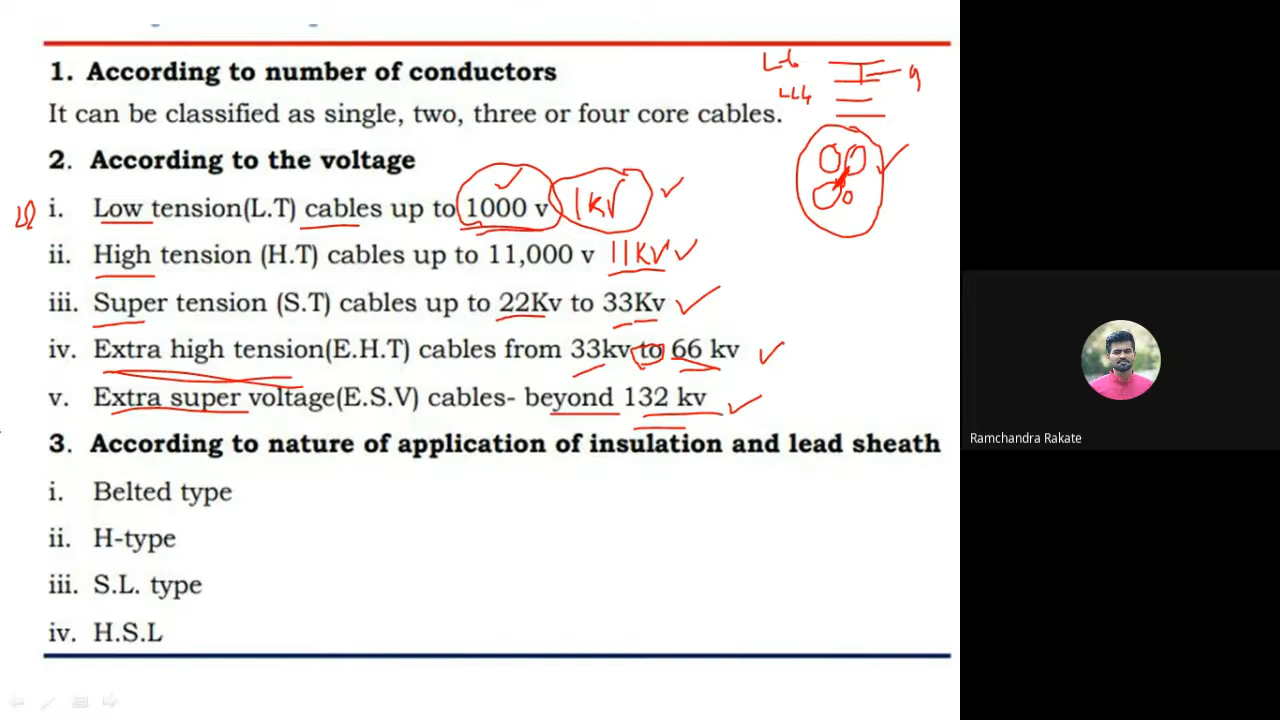 1. According to number of conductors
It can be classified as single, two, three or four core cables.
2. According to the voltage
i. Low tension(L.T) cables up to 1000 v 1KV
ii. High tension (H.T) cables up to 11,000 v 11KV
iii. Super tension (S.T) cables up to 22Kv to 33Kv
iv. Extra high tension(E.H.T) cables from 33kv to 66 kv
v. Extra super voltage(E.S.V) cables- beyond 132 kv
3. According to nature of application of insulation and lead sheath
i. Belted type
ii. H-type
iii. S.L. type
iv. H.S.L
Ramchandra Rakate